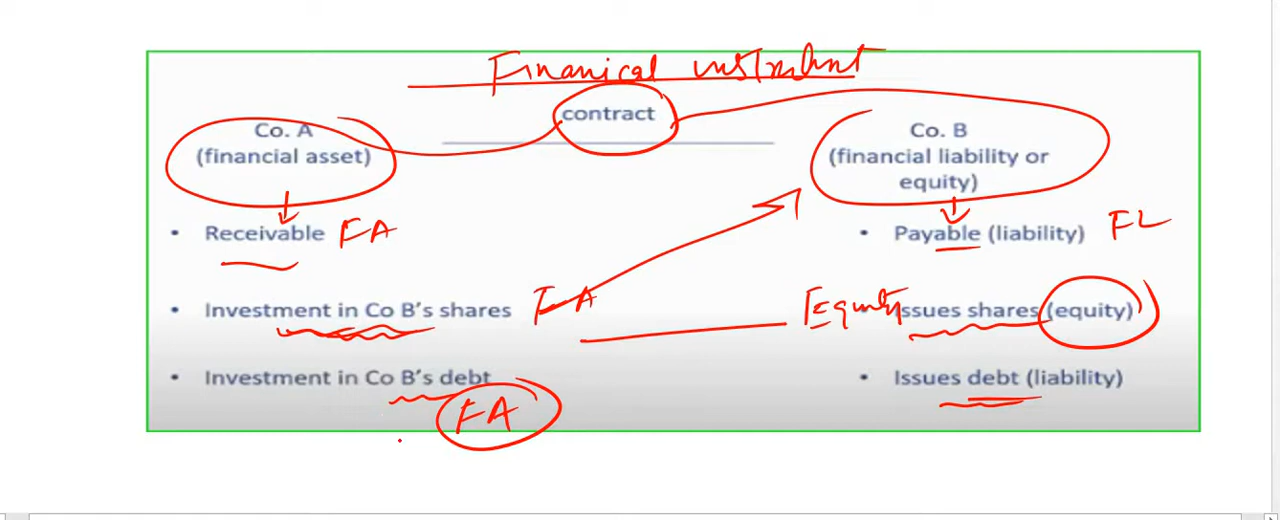 Financial instrument
contract
Co. A
(financial asset)
Co. B
(financial liability or
equity)
• Receivable FA
• Payable (liability) FL
• Investment in Co B's shares FA
Equity Issues shares (equity)
• Investment in Co B's debt
FA
• Issues debt (liability)